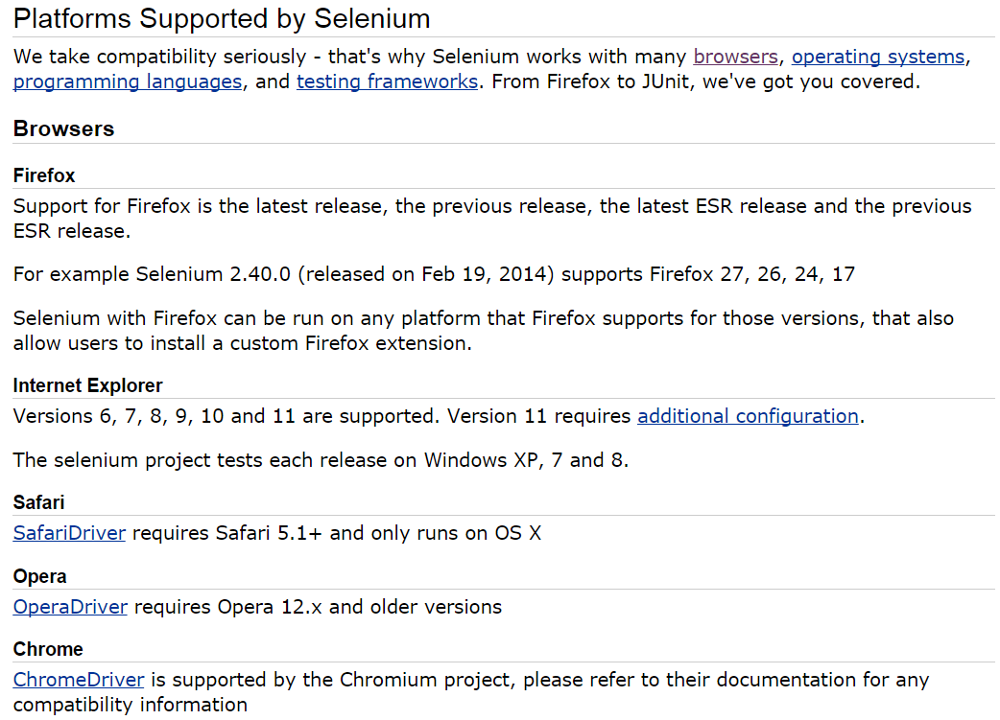 Platforms Supported by Selenium
We take compatibility seriously - that's why Selenium works with many browsers, operating systems,
programming languages, and testing frameworks. From Firefox to JUnit, we've got you covered.
Browsers
Firefox
Support for Firefox is the latest release, the previous release, the latest ESR release and the previous
ESR release.
For example Selenium 2.40.0 (released on Feb 19, 2014) supports Firefox 27, 26, 24, 17
Selenium with Firefox can be run on any platform that Firefox supports for those versions, that also
allow users to install a custom Firefox extension.
Internet Explorer
Versions 6, 7, 8, 9, 10 and 11 are supported. Version 11 requires additional configuration.
The selenium project tests each release on Windows XP, 7 and 8.
Safari
SafariDriver requires Safari 5.1+ and only runs on OS X
Opera
OperaDriver requires Opera 12.x and older versions
Chrome
ChromeDriver is supported by the Chromium project, please refer to their documentation for any
compatibility information